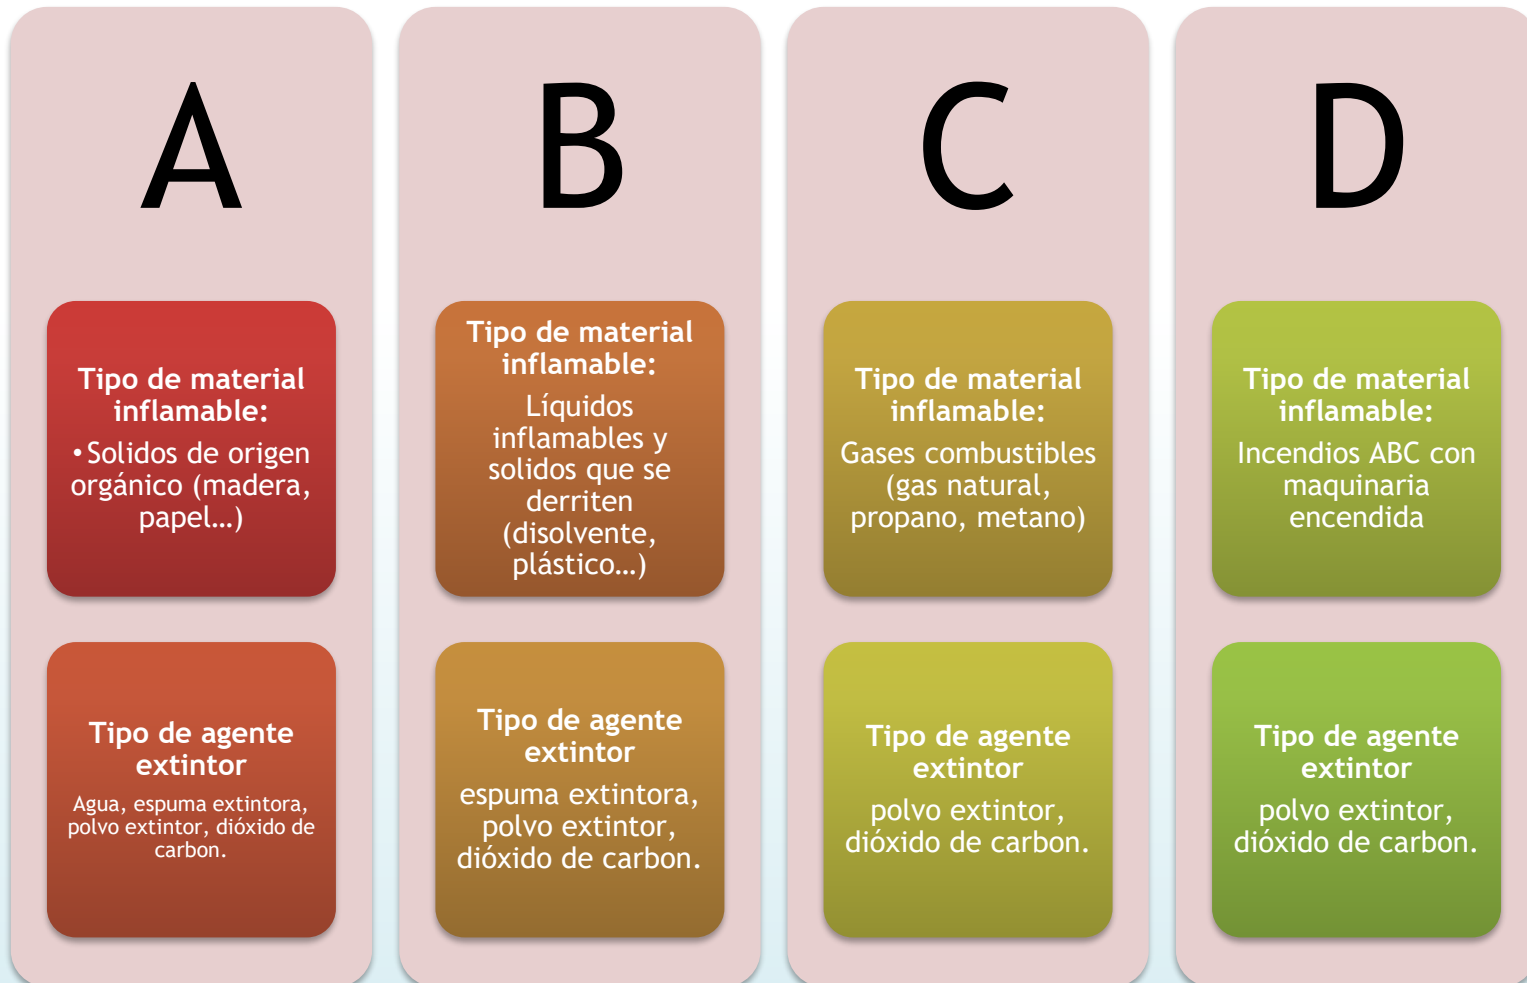 A
Tipo de material
inflamable:
• Solidos de origen
orgánico (madera,
papel...)
Tipo de agente
extintor
Agua, espuma extintora,
polvo extintor, dióxido de
carbon.
B
Tipo de material
inflamable:
Líquidos
inflamables y
solidos que se
derriten
(disolvente,
plástico...)
Tipo de agente
extintor
espuma extintora,
polvo extintor,
dióxido de carbon.
C
Tipo de material
inflamable:
Gases combustibles
(gas natural,
propano, metano)
Tipo de agente
extintor
polvo extintor,
dióxido de carbon.
D
Tipo de material
inflamable:
Incendios ABC con
maquinaria
encendida
Tipo de agente
extintor
polvo extintor,
dióxido de carbon.